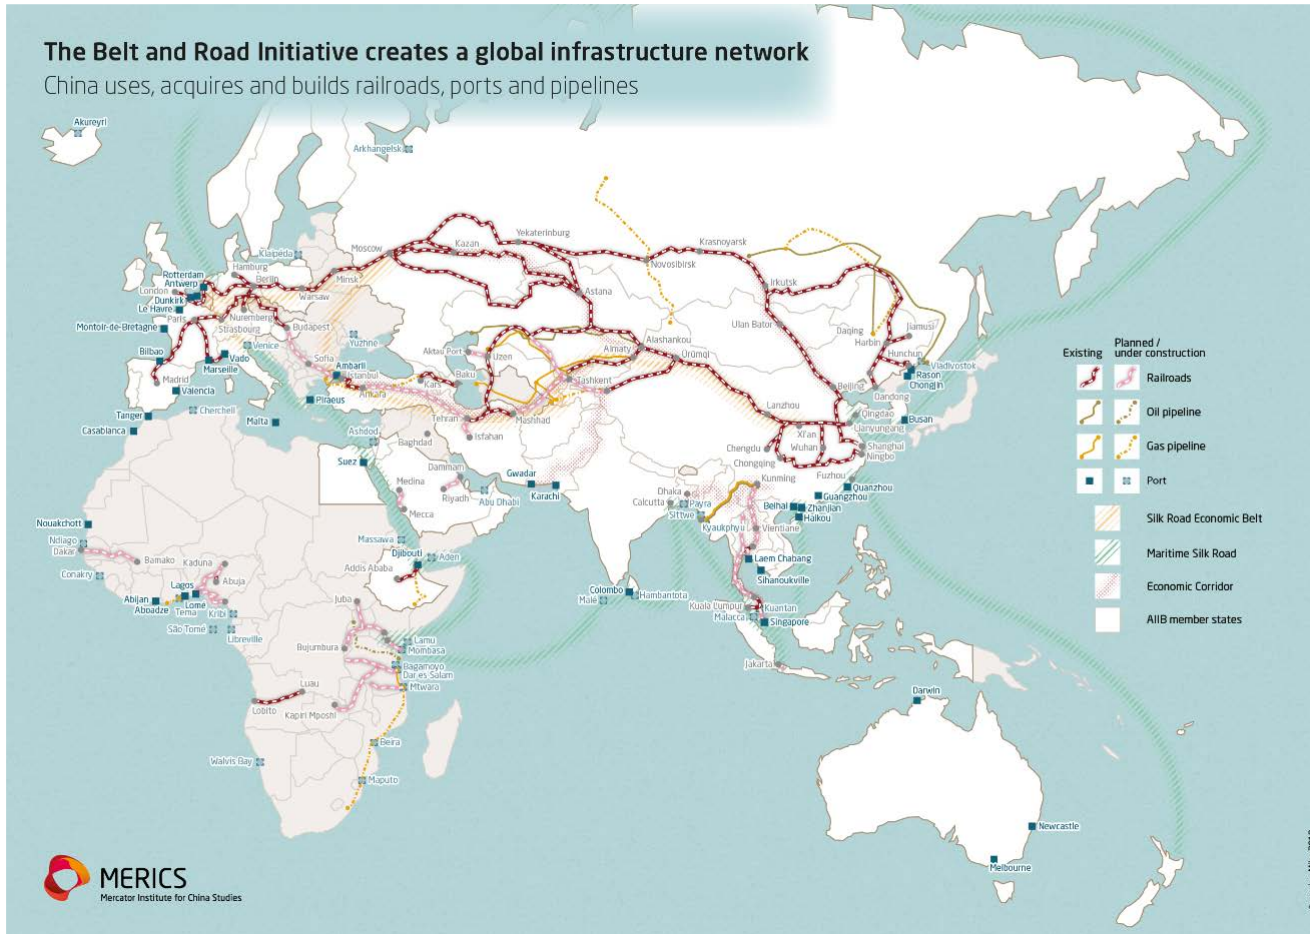 The Belt and Road Initiative creates a global infrastructure network
China uses, acquires and builds railroads, ports and pipelines
Akureyri
Arkhangelsk
Yekaterinburg
Moscow
Kazan
Krasnoyarsk
Novosibirsk
Klaipėda
Hamburg
Rotterdam
Antwerp
London
Dunkirk
Le Havre
Berlin
Minsk
Warsaw
Irkutsk
Astana
Paris
Nuremberg
Strasbourg
Budapest
Montoir-de-Bretagne
Ulan Bator
Daqing
Harbin
Jiamusi
Alashankou
Yuzhne
Venice
Bilbao
Vado
Marseille
Sofia
Ambarli
Istanbul
Aktau Port
Uzen
Almaty
Ürümqi
Hunchun
Vladivostok
Rason
Chongjin
Madrid
Valencia
Ankara
Kars
Baku
Tashkent
Beijing
Dandong
Piraeus
Tanger
Cherchell
Casablanca
Malta
Tehran
Mashhad
Isfahan
Lanzhou
Qingdao
Lianyungang
Busan
Ashdod
Baghdad
Xi'an
Chengdu
Wuhan
Chongqing
Shanghai
Ningbo
Suez
Dammam
Medina
Riyadh
Mecca
Abu Dhabi
Gwadar
Karachi
Dhaka
Calcutta
Payra
Sittwe
Kyaukphyu
Kunming
Fuzhou
Quanzhou
Guangzhou
Beihai
Zhanjian
Haikou
Vientiane
Nouakchott
Ndiago
Dakar
Bamako
Kaduna
Conakry
Abuja
Lagos
Abijan
Aboadze
Lomé
Tema
Kribi
São Tomé
Libreville
Massawa
Djibouti
Aden
Addis Ababa
Juba
Laem Chabang
Sihanoukville
Colombo
Malé
Hambantota
Kuala Lumpur
Kuantan
Malacca
Singapore
Jakarta
Bujumbura
Lamu
Mombasa
Bagamoyo
Dar es Salam
Mtwara
Luau
Lobito
Kapiri Mposhi
Walvis Bay
Beira
Maputo
Darwin
Newcastle
Melbourne
Existing
Planned /
under construction
Railroads
Oil pipeline
Gas pipeline
Port
Silk Road Economic Belt
Maritime Silk Road
Economic Corridor
AIIB member states
MERICS
Mercator Institute for China Studies